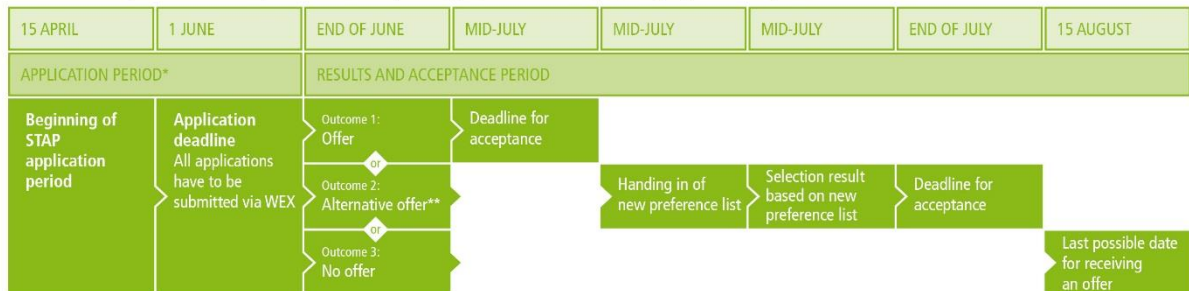 15 APRIL
1 JUNE
END OF JUNE
MID-JULY
MID-JULY
MID-JULY
END OF JULY
15 AUGUST
APPLICATION PERIOD*
RESULTS AND ACCEPTANCE PERIOD
Beginning of
STAP
application
period
Application
deadline
All applications
have to be
submitted via WEX
Outcome 1:
Offer
or
Outcome 2:
Alternative offer**
or
Outcome 3:
No offer
Deadline for
acceptance
Handing in of
new preference list
Selection result
based on new
preference list
Deadline for
acceptance
Last possible date
for receiving
an offer